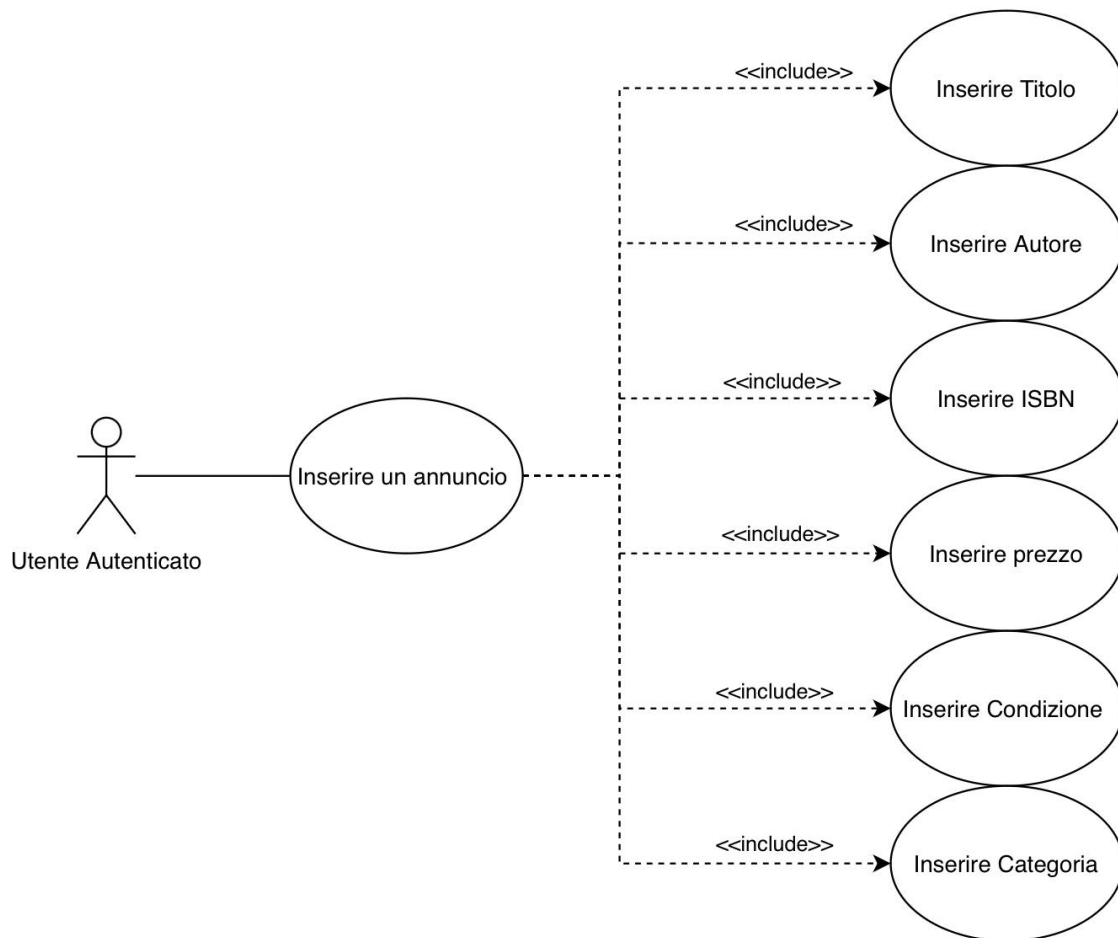 <<include>>
Inserire Titolo
<<include>>
Inserire Autore
<<include>>
Inserire ISBN
Inserire un annuncio
Utente Autenticato
<<include>>
Inserire prezzo
<<include>>
Inserire Condizione
<<include>>
Inserire Categoria